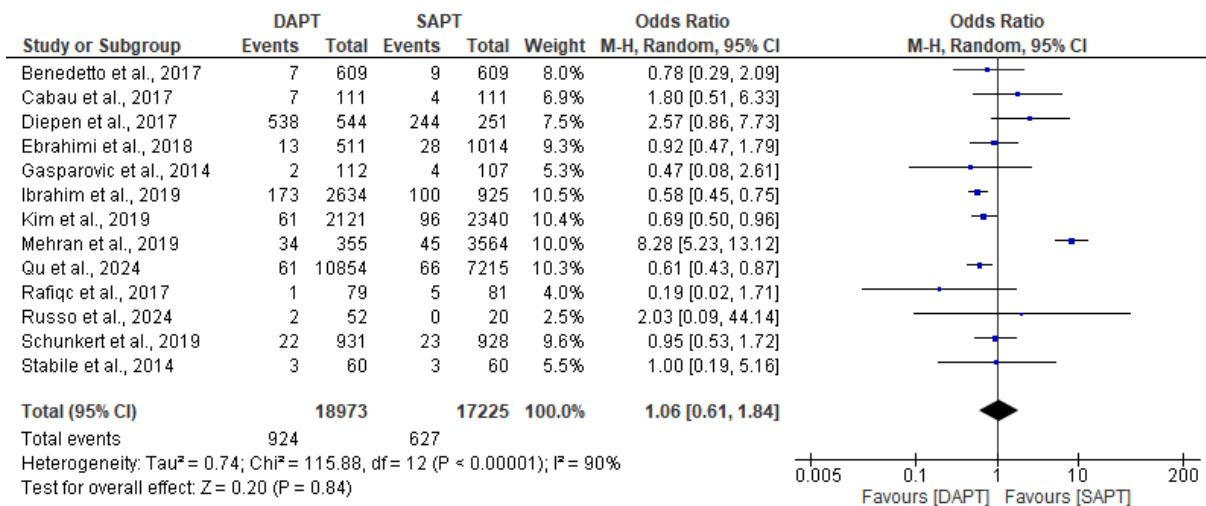 DAPT SAPT Odds Ratio Odds Ratio
Study or Subgroup Events Total Events Total Weight M-H, Random, 95% CI M-H, Random, 95% CI
Benedetto et al., 2017 7 609 9 609 8.0% 0.78 [0.29, 2.09]
Cabau et al., 2017 7 111 4 111 6.9% 1.80 [0.51, 6.33]
Diepen et al., 2017 538 544 244 251 7.5% 2.57 [0.86, 7.73]
Ebrahimi et al., 2018 13 511 28 1014 9.3% 0.92 [0.47, 1.79]
Gasparovic et al., 2014 2 112 4 107 4.0% 0.47 [0.08, 2.61]
Ibrahim et al., 2019 173 2634 100 925 10.5% 0.58 [0.45, 0.75]
Kim et al., 2019 61 2121 96 2340 10.4% 0.69 [0.50, 0.96]
Mehran et al., 2019 34 355 45 3564 10.0% 8.28 [5.23, 13.12]
Qu et al., 2024 61 10854 66 7215 10.3% 0.61 [0.43, 0.87]
Rafiqc et al., 2017 1 79 5 81 4.0% 0.19 [0.02, 1.71]
Russo et al., 2024 2 52 0 20 2.5% 2.03 [0.09, 44.14]
Schunkert et al., 2019 22 931 23 928 9.6% 0.95 [0.53, 1.72]
Stabile et al., 2014 3 60 3 60 5.5% 1.00 [0.19, 5.16]
Total (95% CI) 18973 17225 100.0% 1.06 [0.61, 1.84]
Total events 924 627
Heterogeneity: Tau² = 0.74; Chi² = 115.88, df = 12 (P < 0.00001); I² = 90%
Test for overall effect: Z = 0.20 (P = 0.84)
0.005 0.1 1 10 200
Favours [DAPT] Favours [SAPT]